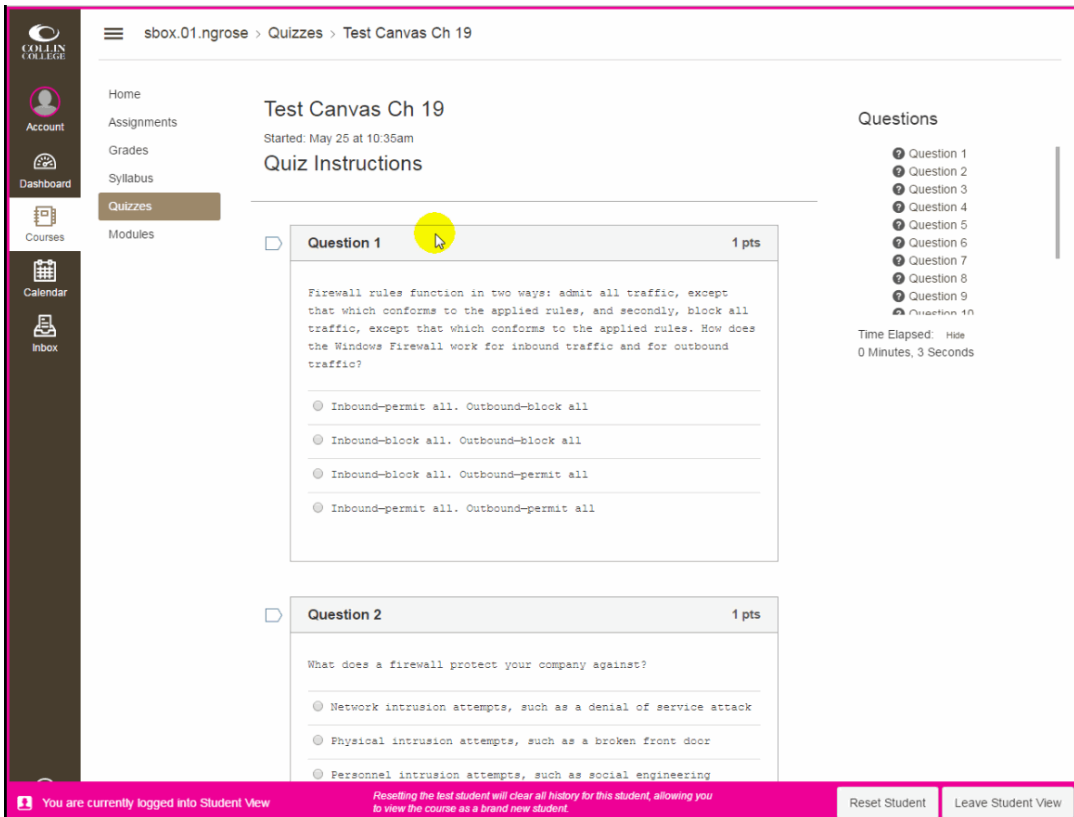 COLLIN
COLLEGE
Account
Dashboard
Courses
Calendar
Inbox
sbox.01.ngrose > Quizzes > Test Canvas Ch 19
Home
Assignments
Grades
Syllabus
Quizzes
Modules
Test Canvas Ch 19
Started: May 25 at 10:35am
Quiz Instructions
Question 1 1 pts
Firewall rules function in two ways: admit all traffic, except
that which conforms to the applied rules, and secondly, block all
traffic, except that which conforms to the applied rules. How does
the Windows Firewall work for inbound traffic and for outbound
traffic?
Inbound—permit all. Outbound—block all
Inbound—block all. Outbound—block all
Inbound—block all. Outbound—permit all
Inbound—permit all. Outbound—permit all
Question 2 1 pts
What does a firewall protect your company against?
Network intrusion attempts, such as a denial of service attack
Physical intrusion attempts, such as a broken front door
Personnel intrusion attempts, such as social engineering
Questions
Question 1
Question 2
Question 3
Question 4
Question 5
Question 6
Question 7
Question 8
Question 9
Question 10
Time Elapsed: Hide
0 Minutes, 3 Seconds
You are currently logged into Student View
Resetting the test student will clear all history for this student, allowing you
to view the course as a brand new student.
Reset Student
Leave Student View